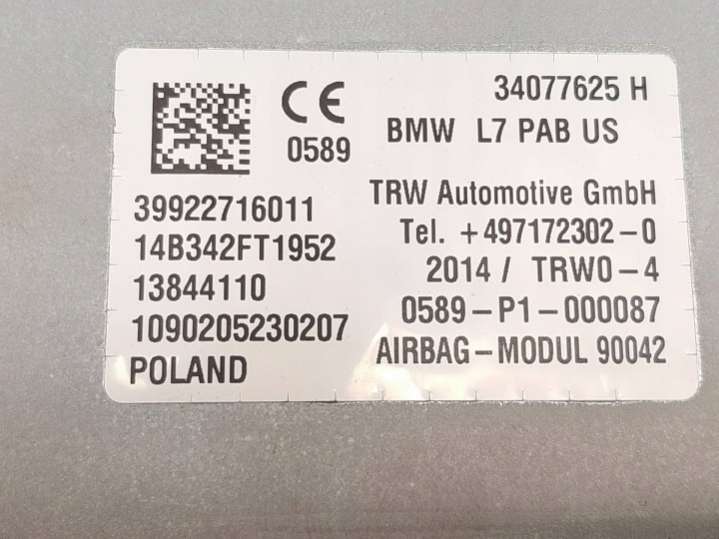 34077625 H
CE
0589
BMW L7 PAB US
39922716011
14B342FT1952
13844110
1090205230207
POLAND
TRW Automotive GmbH
Tel. +497172302-0
2014 / TRW0-4
0589-P1-000087
AIRBAG-MODUL 90042